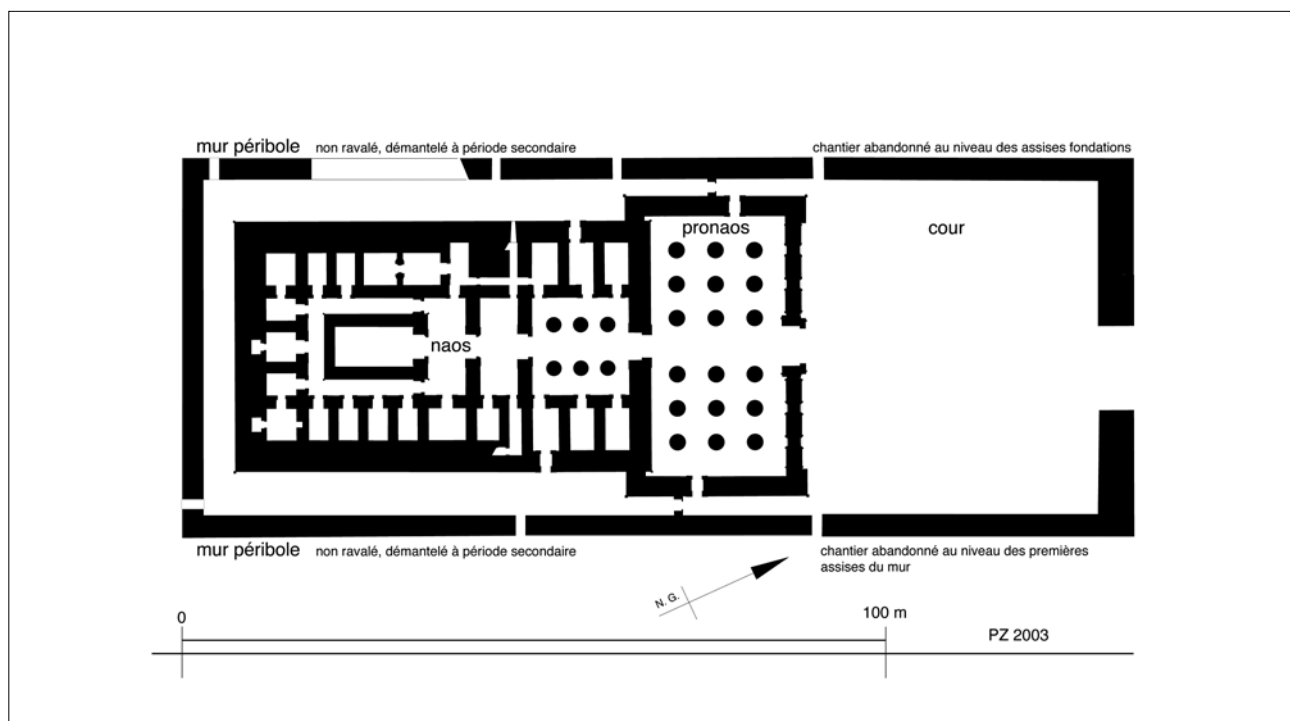 mur péribole non ravalé, démantelé à période secondaire
chantier abandonné au niveau des assises fondations
pronaos
cour
naos
mur péribole non ravalé, démantelé à période secondaire
chantier abandonné au niveau des premières
assises du mur
N. G.
0
100 m
PZ 2003